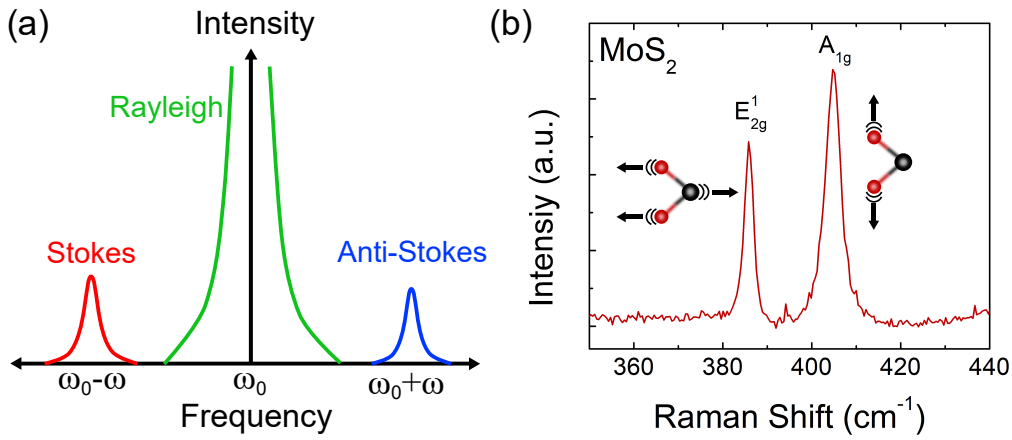 (a)
Intensity
Rayleigh
Stokes
Anti-Stokes
ω₀-ω
ω₀
ω₀+ω
Frequency
(b)
MoS₂
E¹₂g
A₁g
Intensiy (a.u.)
360
380
400
420
440
Raman Shift (cm⁻¹)